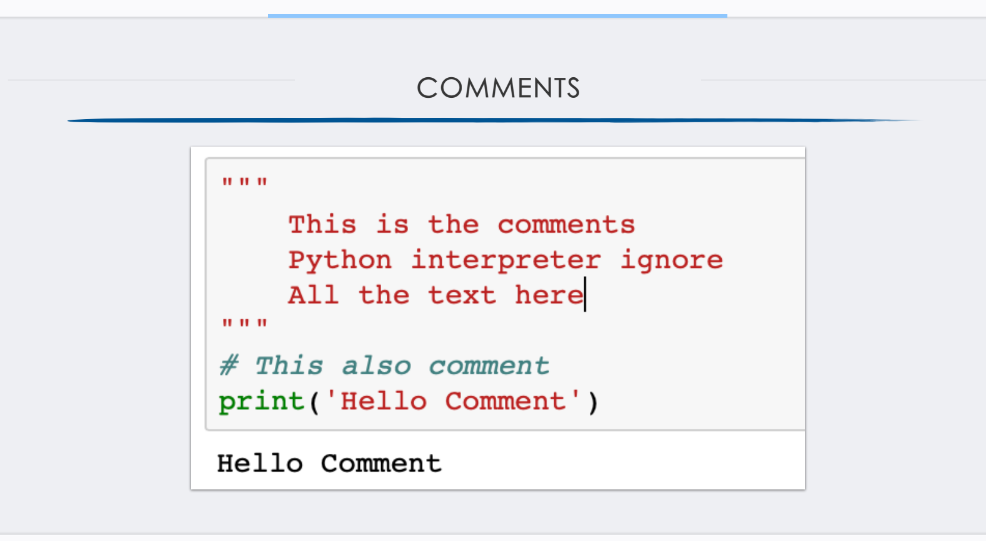 COMMENTS
"""
This is the comments
Python interpreter ignore
All the text here
"""
# This also comment
print('Hello Comment')
Hello Comment